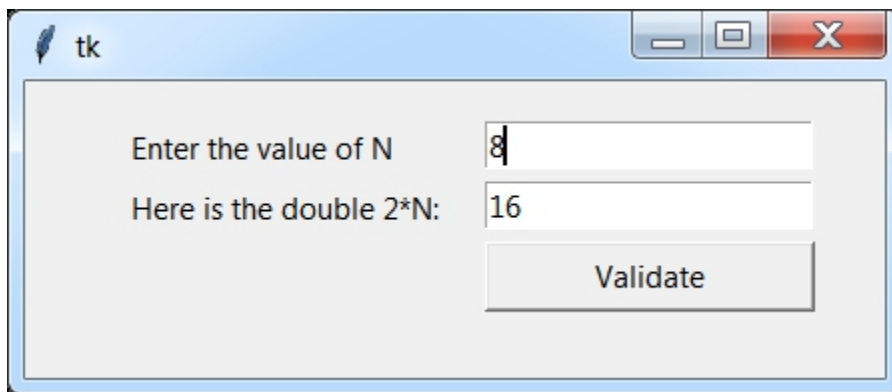 tk
Enter the value of N 8
Here is the double 2*N: 16
Validate